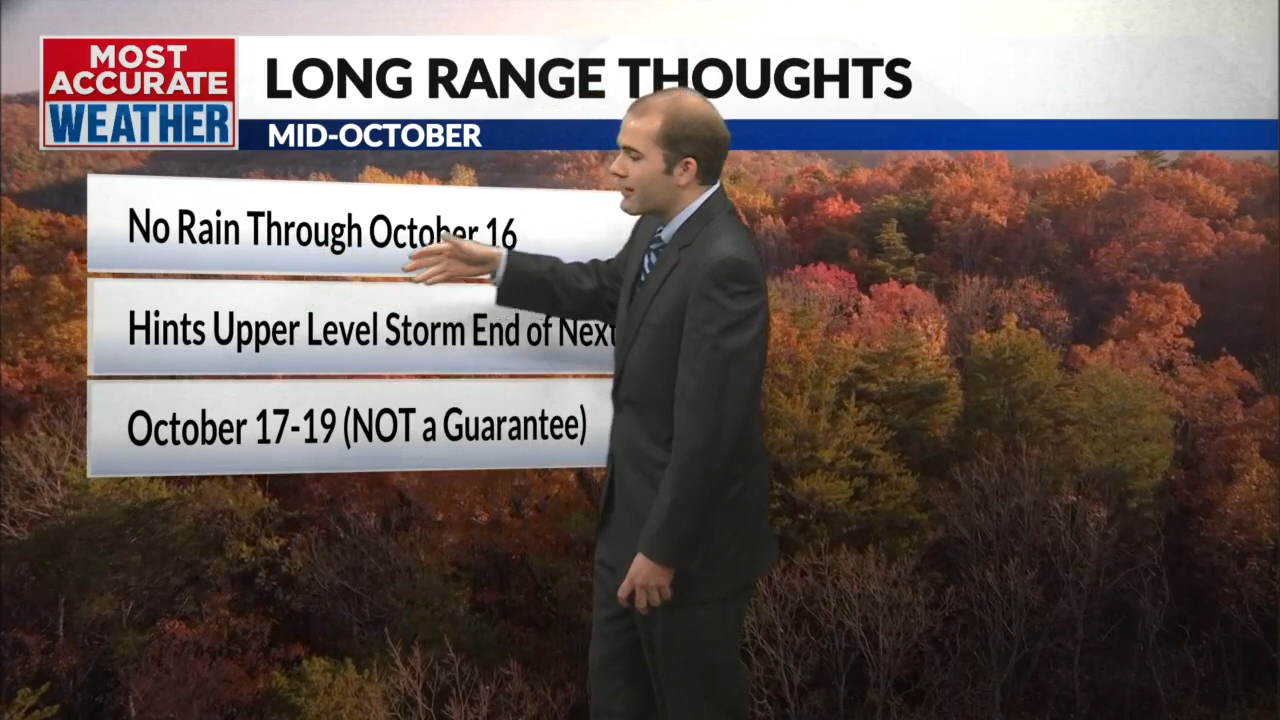 MOST
ACCURATE
WEATHER
LONG RANGE THOUGHTS
MID-OCTOBER
No Rain Through October 16
Hints Upper Level Storm End of Next
October 17-19 (NOT a Guarantee)